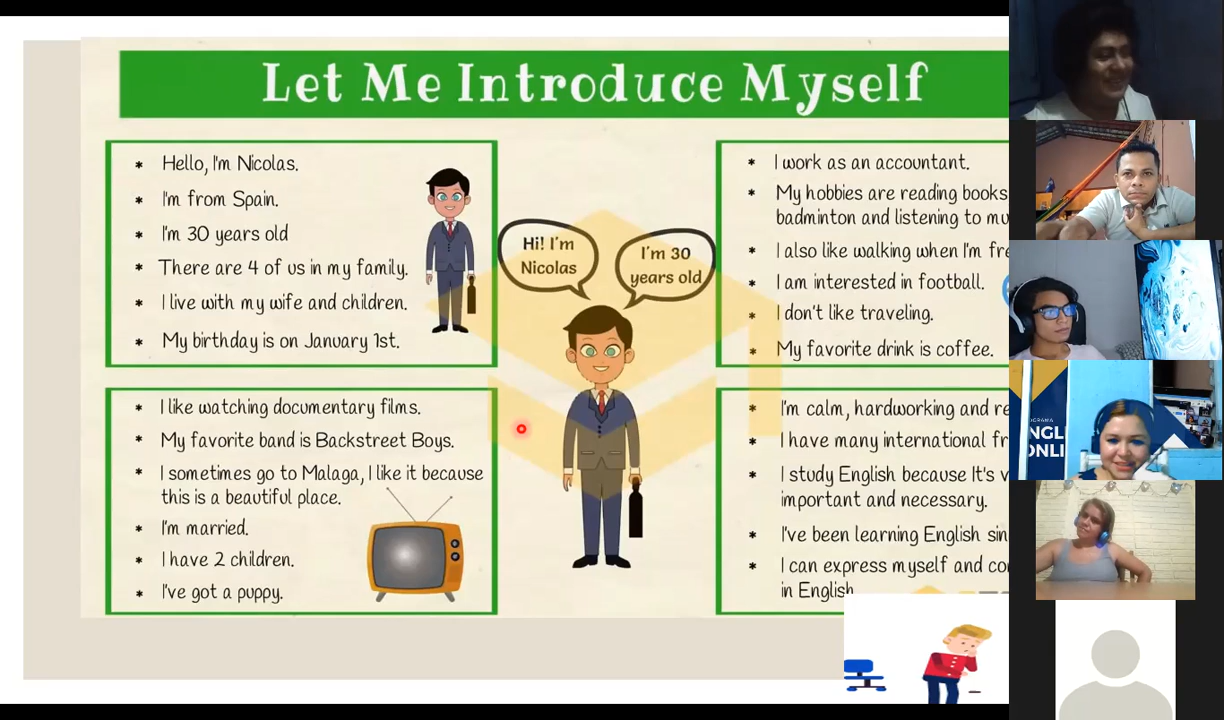 Let Me Introduce Myself
* Hello, I'm Nicolas.
* I'm from Spain.
* I'm 30 years old
* There are 4 of us in my family.
* I live with my wife and children.
* My birthday is on January 1st.
Hi! I'm
Nicolas
I'm 30
years old
* I work as an accountant.
* My hobbies are reading books
badminton and listening to
* I also like walking when I'm
* I am interested in football.
* I don't like traveling.
* My favorite drink is coffee.
* I like watching documentary films.
* My favorite band is Backstreet Boys.
* I sometimes go to Malaga, I like it because
this is a beautiful place.
* I'm married.
* I have 2 children.
* I've got a puppy.
* I'm calm, hardworking and
* I have many international
* I study English because It's
important and necessary.
* I've been learning English
* I can express myself and
in English